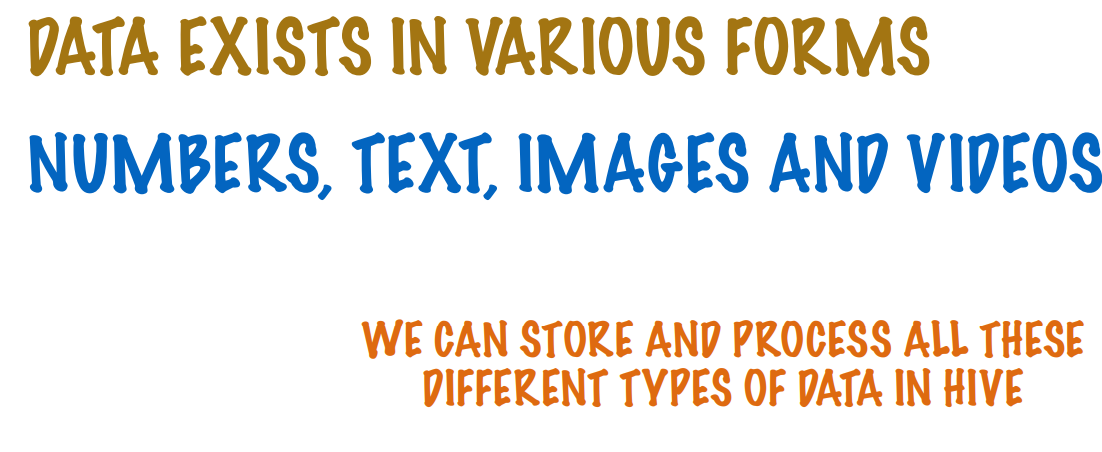 DATA EXISTS IN VARIOUS FORMS
NUMBERS, TEXT, IMAGES AND VIDEOS
WE CAN STORE AND PROCESS ALL THESE
DIFFERENT TYPES OF DATA IN HIVE